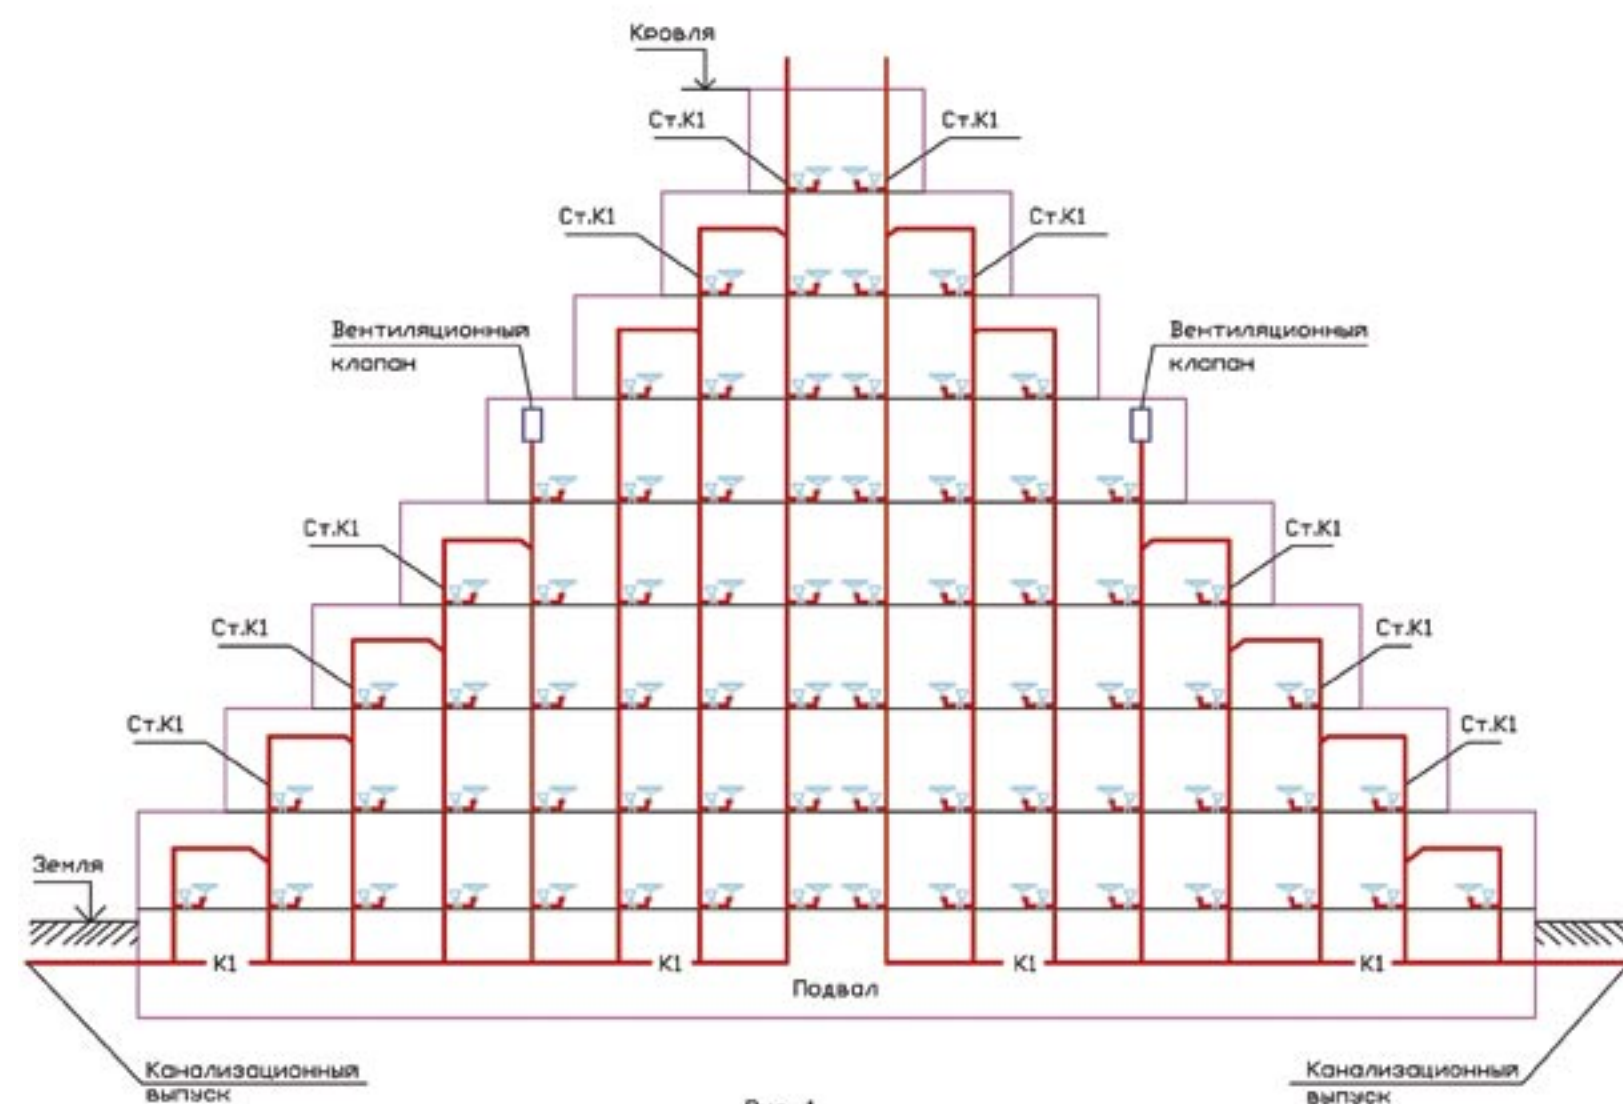 Кровля
Ст.К1 Ст.К1
Ст.К1 Ст.К1
Вентиляционный Вентиляционный
клапан клапан
Ст.К1 Ст.К1
Ст.К1 Ст.К1
Ст.К1 Ст.К1
Земля
К1 К1 К1 К1
Подвал
Канализационный Канализационный
выпуск выпуск